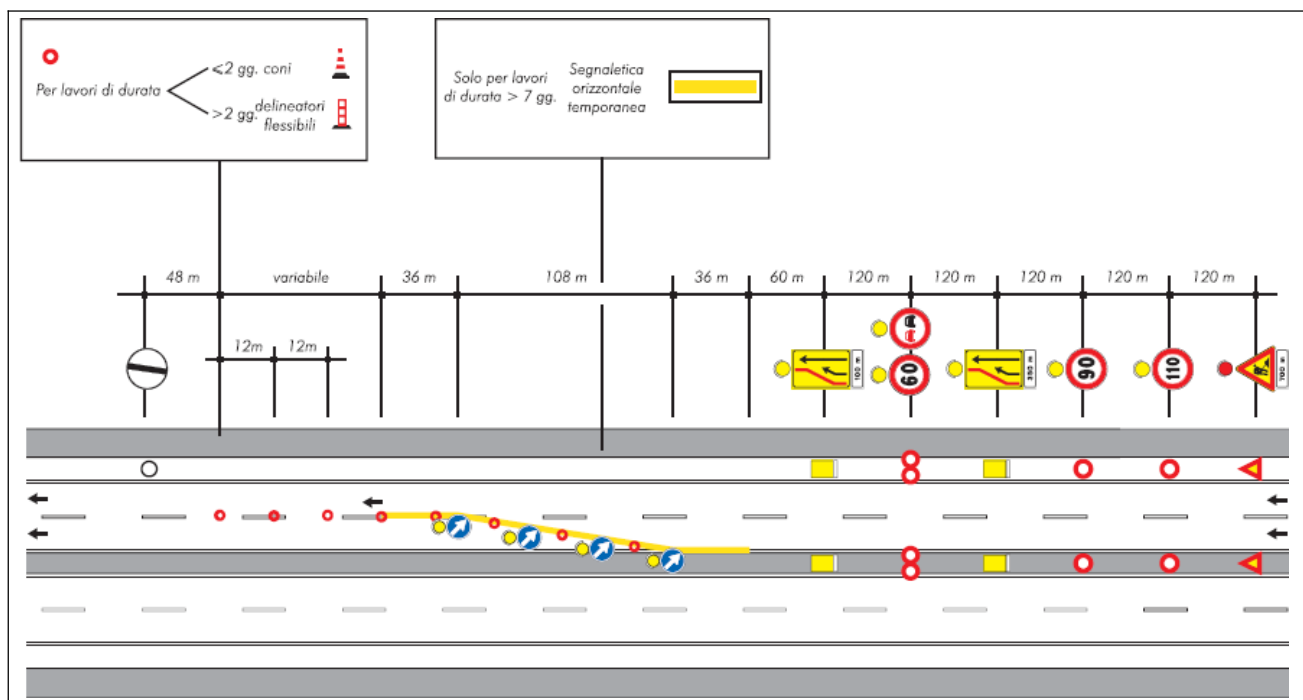 Per lavori di durata
≤2 gg. coni
>2 gg. delineatori
flessibili
Solo per lavori
di durata > 7 gg.
Segnaletica
orizzontale
temporanea
48 m variabile 36 m 108 m 36 m 60 m 120 m 120 m 120 m 120 m 120 m
12m 12m
100 m
60
350 m
90
110
700 m